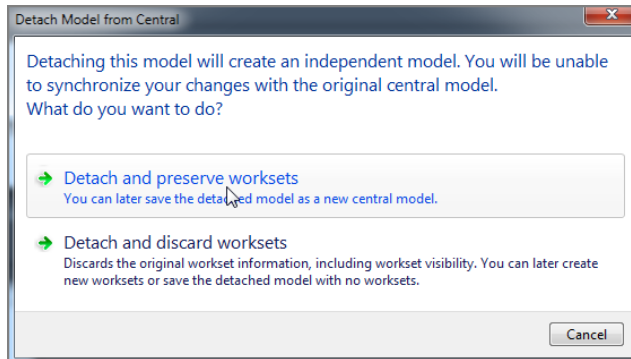 Detach Model from Central
Detaching this model will create an independent model. You will be unable
to synchronize your changes with the original central model.
What do you want to do?
Detach and preserve worksets
You can later save the detached model as a new central model.
Detach and discard worksets
Discards the original workset information, including workset visibility. You can later create
new worksets or save the detached model with no worksets.
Cancel